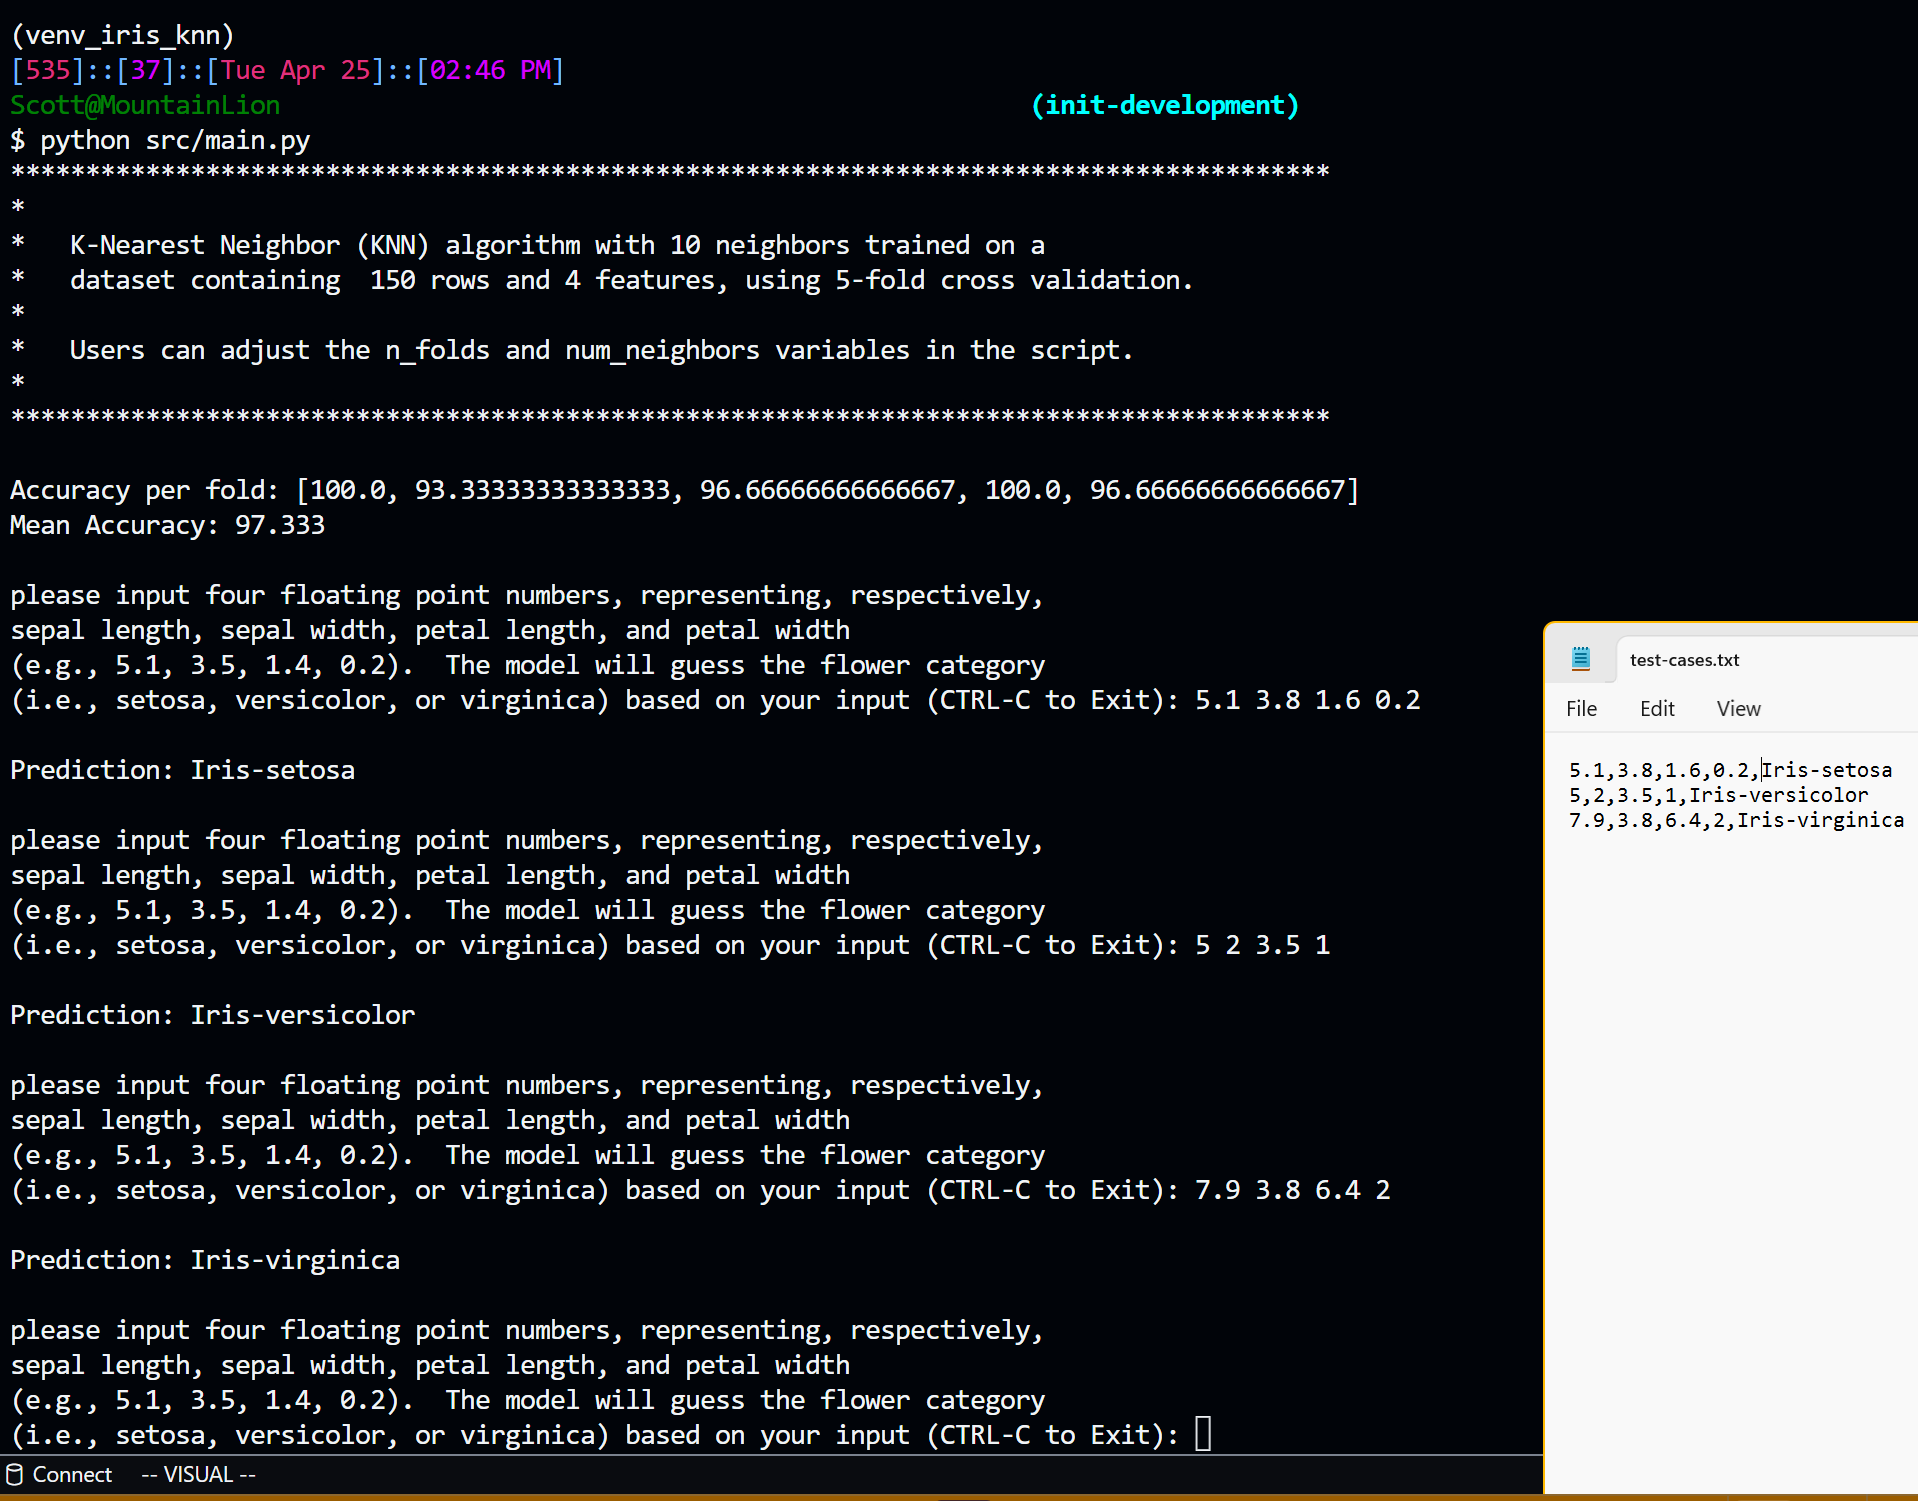 (venv_iris_knn)
[535]::[37]::[Tue Apr 25]::[02:46 PM]
Scott@MountainLion (init-development)
$ python src/main.py
****************************************************************************************
*
*   K-Nearest Neighbor (KNN) algorithm with 10 neighbors trained on a
*   dataset containing  150 rows and 4 features, using 5-fold cross validation.
*
*   Users can adjust the n_folds and num_neighbors variables in the script.
*
****************************************************************************************
Accuracy per fold: [100.0, 93.33333333333333, 96.66666666666667, 100.0, 96.66666666666667]
Mean Accuracy: 97.333
please input four floating point numbers, representing, respectively,
sepal length, sepal width, petal length, and petal width
(e.g., 5.1, 3.5, 1.4, 0.2).  The model will guess the flower category
(i.e., setosa, versicolor, or virginica) based on your input (CTRL-C to Exit): 5.1 3.8 1.6 0.2
Prediction: Iris-setosa
please input four floating point numbers, representing, respectively,
sepal length, sepal width, petal length, and petal width
(e.g., 5.1, 3.5, 1.4, 0.2).  The model will guess the flower category
(i.e., setosa, versicolor, or virginica) based on your input (CTRL-C to Exit): 5 2 3.5 1
Prediction: Iris-versicolor
please input four floating point numbers, representing, respectively,
sepal length, sepal width, petal length, and petal width
(e.g., 5.1, 3.5, 1.4, 0.2).  The model will guess the flower category
(i.e., setosa, versicolor, or virginica) based on your input (CTRL-C to Exit): 7.9 3.8 6.4 2
Prediction: Iris-virginica
please input four floating point numbers, representing, respectively,
sepal length, sepal width, petal length, and petal width
(e.g., 5.1, 3.5, 1.4, 0.2).  The model will guess the flower category
(i.e., setosa, versicolor, or virginica) based on your input (CTRL-C to Exit):
Connect -- VISUAL --
test-cases.txt
File Edit View
5.1,3.8,1.6,0.2,Iris-setosa
5,2,3.5,1,Iris-versicolor
7.9,3.8,6.4,2,Iris-virginica